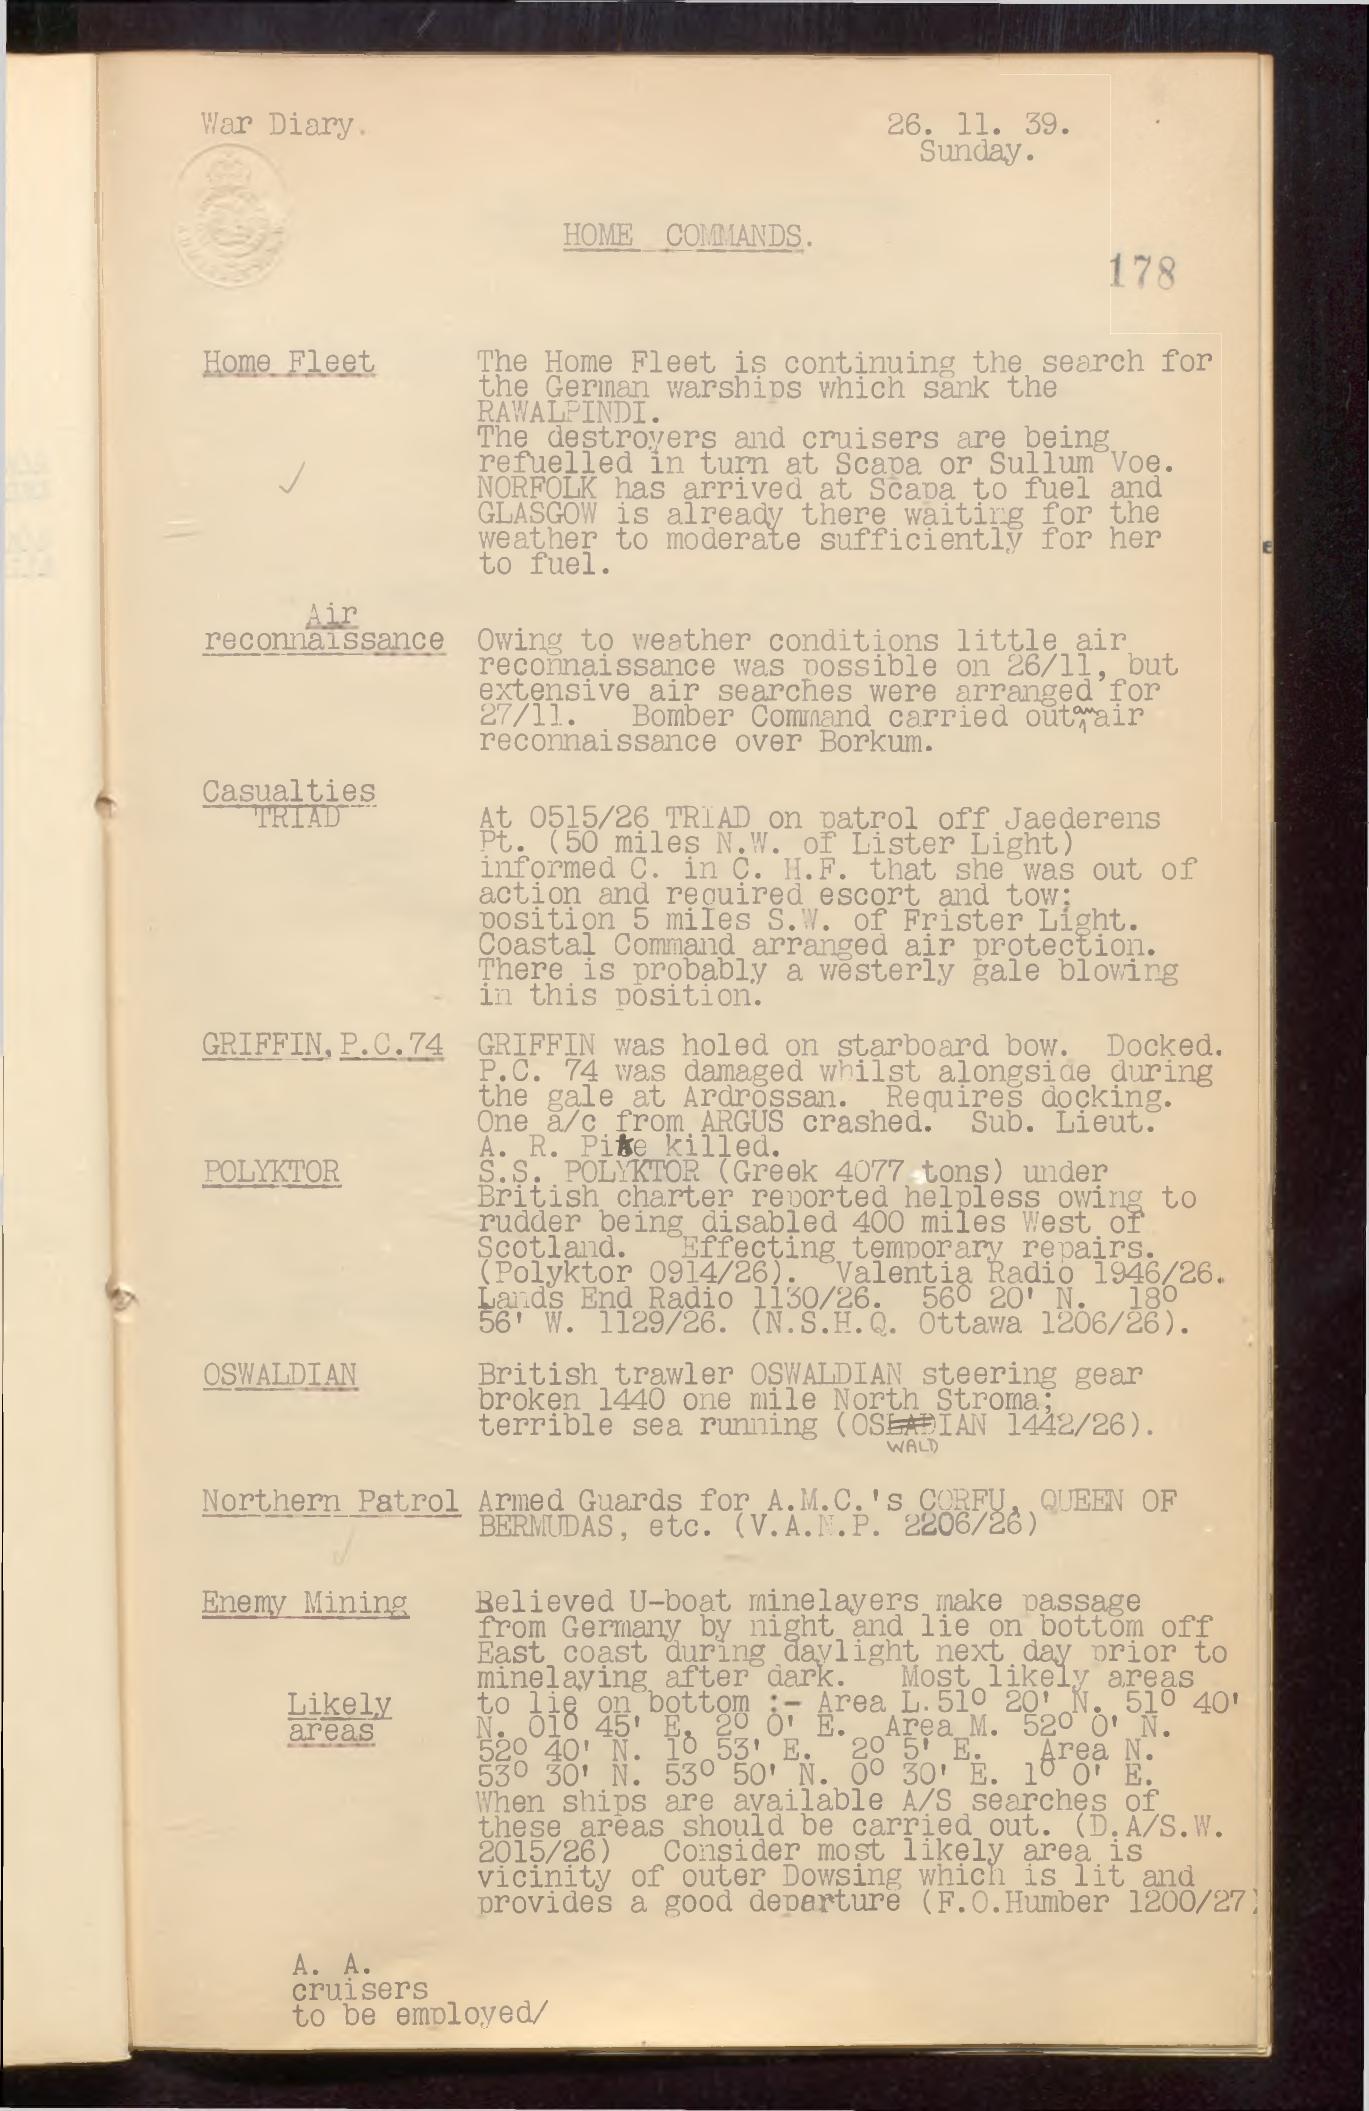 War Diary.
26. 11. 39.
Sunday.
HOME COMMANDS.
178
Home Fleet
The Home Fleet is continuing the search for
the German warships which sank the
RAWALPINDI.
The destroyers and cruisers are being
refuelled in turn at Scapa or Sullum Voe.
NORFOLK has arrived at Scapa to fuel and
GLASGOW is already there waiting for the
weather to moderate sufficiently for her
to fuel.
Air
reconnaissance
Owing to weather conditions little air
reconnaissance was possible on 26/11, but
extensive air searches were arranged for
27/11. Bomber Command carried out an air
reconnaissance over Borkum.
Casualties
TRIAD
At 0515/26 TRIAD on patrol off Jaederens
Pt. (50 miles N.W. of Lister Light)
informed C. in C. H.F. that she was out of
action and required escort and tow;
position 5 miles S.W. of Frister Light.
Coastal Command arranged air protection.
There is probably a westerly gale blowing
in this position.
GRIFFIN, P.C.74
GRIFFIN was holed on starboard bow. Docked.
P.C. 74 was damaged whilst alongside during
the gale at Ardrossan. Requires docking.
One a/c from ARGUS crashed. Sub. Lieut.
A. R. Pike killed.
POLYKTOR
S.S. POLYKTOR (Greek 4077 tons) under
British charter reported helpless owing to
rudder being disabled 400 miles West of
Scotland. Effecting temporary repairs.
(Polyktor 0914/26). Valentia Radio 1946/26.
Lands End Radio 1130/26. 56° 20' N. 18°
56' W. 1129/26. (N.S.H.Q. Ottawa 1206/26).
OSWALDIAN
British trawler OSWALDIAN steering gear
broken 1440 one mile North Stroma;
terrible sea running (OSLADIAN 1442/26).
WALD
Northern Patrol
Armed Guards for A.M.C.'s CORFU, QUEEN OF
BERMUDAS, etc. (V.A.N.P. 2206/26)
Enemy Mining
Believed U-boat minelayers make passage
from Germany by night and lie on bottom off
East coast during daylight next day prior to
minelaying after dark. Most likely areas
Likely
areas
to lie on bottom :- Area L.51° 20' N. 51° 40'
N. 01° 45' E. 2° 0' E. Area M. 52° 0' N.
52° 40' N. 1° 53' E. 2° 5' E. Area N.
53° 30' N. 53° 50' N. 0° 30' E. 1° 0' E.
When ships are available A/S searches of
these areas should be carried out. (D.A/S.W.
2015/26) Consider most likely area is
vicinity of outer Dowsing which is lit and
provides a good departure (F.O.Humber 1200/27)
A. A.
cruisers
to be employed/